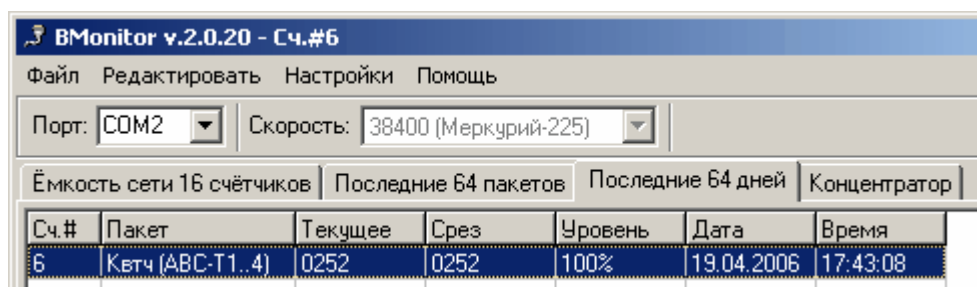 BMonitor v.2.0.20 - Сч.#6
Файл Редактировать Настройки Помощь
Порт: COM2 Скорость: 38400 (Меркурий-225)
Ёмкость сети 16 счётчиков Последние 64 пакетов Последние 64 дней Концентратор
Сч.# Пакет Текущее Срез Уровень Дата Время
6 Квтч (ABC-T1..4) 0252 0252 100% 19.04.2006 17:43:08